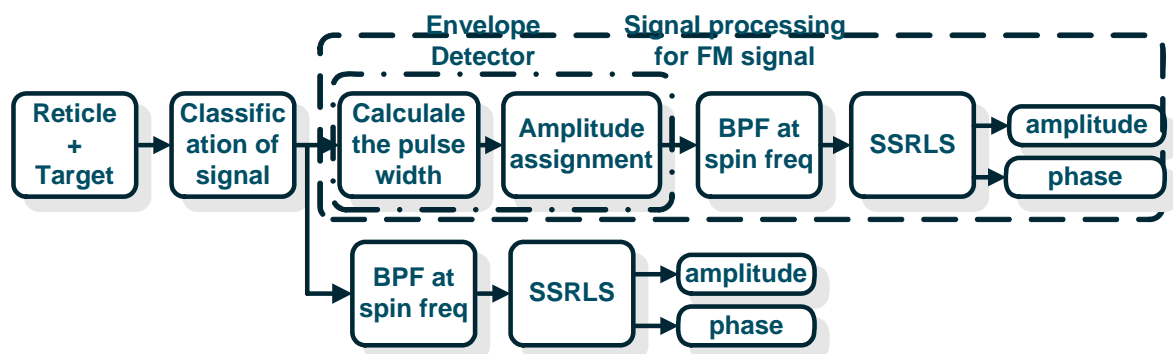 Envelope
Detector
Signal processing
for FM signal
Reticle
+
Target
Classific
ation of
signal
Calculale
the pulse
width
Amplitude
assignment
BPF at
spin freq
SSRLS
amplitude
phase
BPF at
spin freq
SSRLS
amplitude
phase